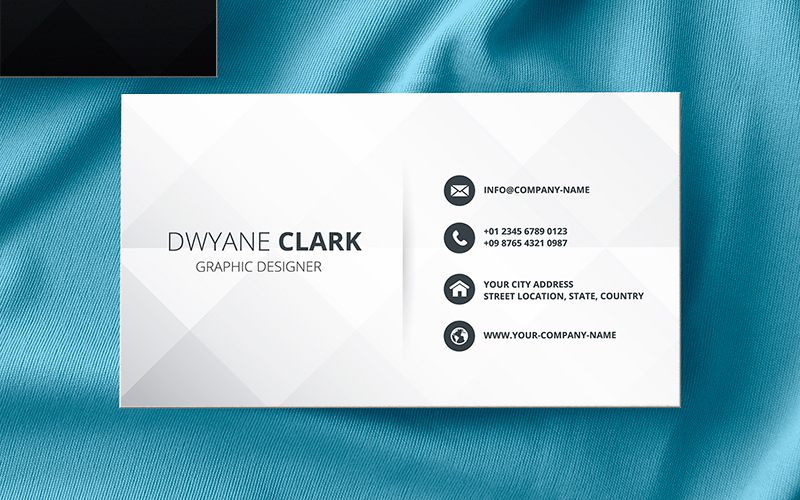 DWYANE CLARK
GRAPHIC DESIGNER
INFO@COMPANY-NAME
+01 2345 6789 0123
+09 8765 4321 0987
YOUR CITY ADDRESS
STREET LOCATION, STATE, COUNTRY
WWW.YOUR-COMPANY-NAME